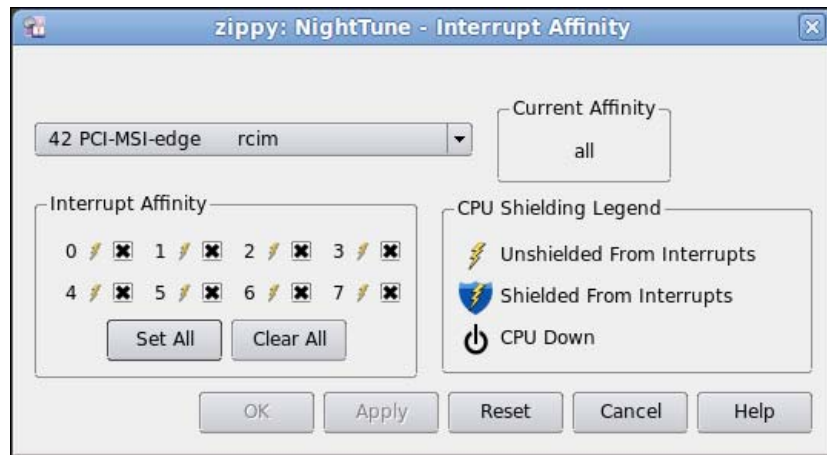 zippy: NightTune - Interrupt Affinity
42 PCI-MSI-edge rcim
Current Affinity
all
Interrupt Affinity
0 1 2 3
4 5 6 7
Set All Clear All
CPU Shielding Legend
Unshielded From Interrupts
Shielded From Interrupts
CPU Down
OK Apply Reset Cancel Help